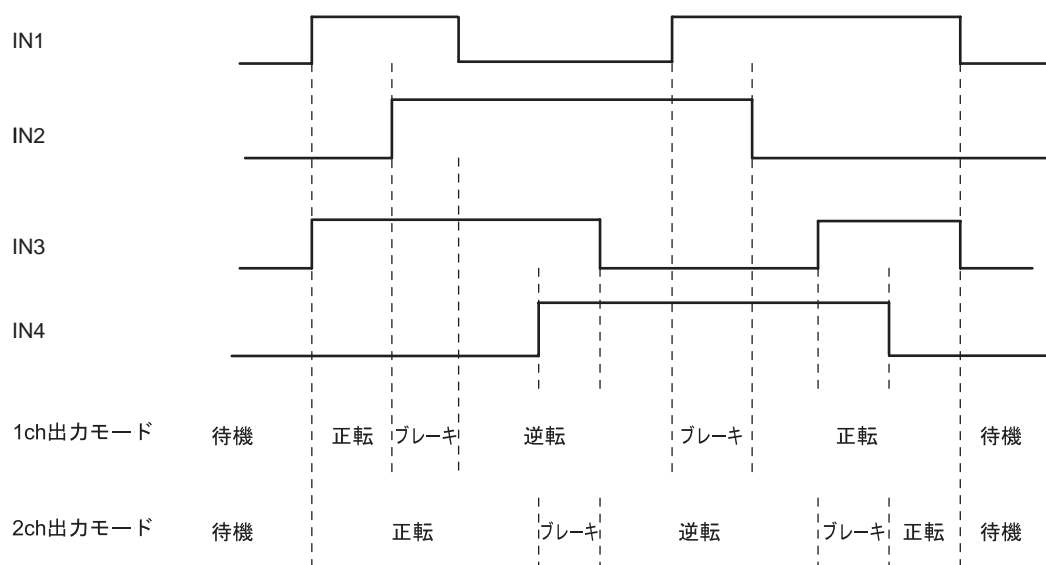 IN1
IN2
IN3
IN4
1ch出力モード 待機 正転 ブレーキ 逆転 ブレーキ 正転 待機
2ch出力モード 待機 正転 ブレーキ 逆転 ブレーキ 正転 待機